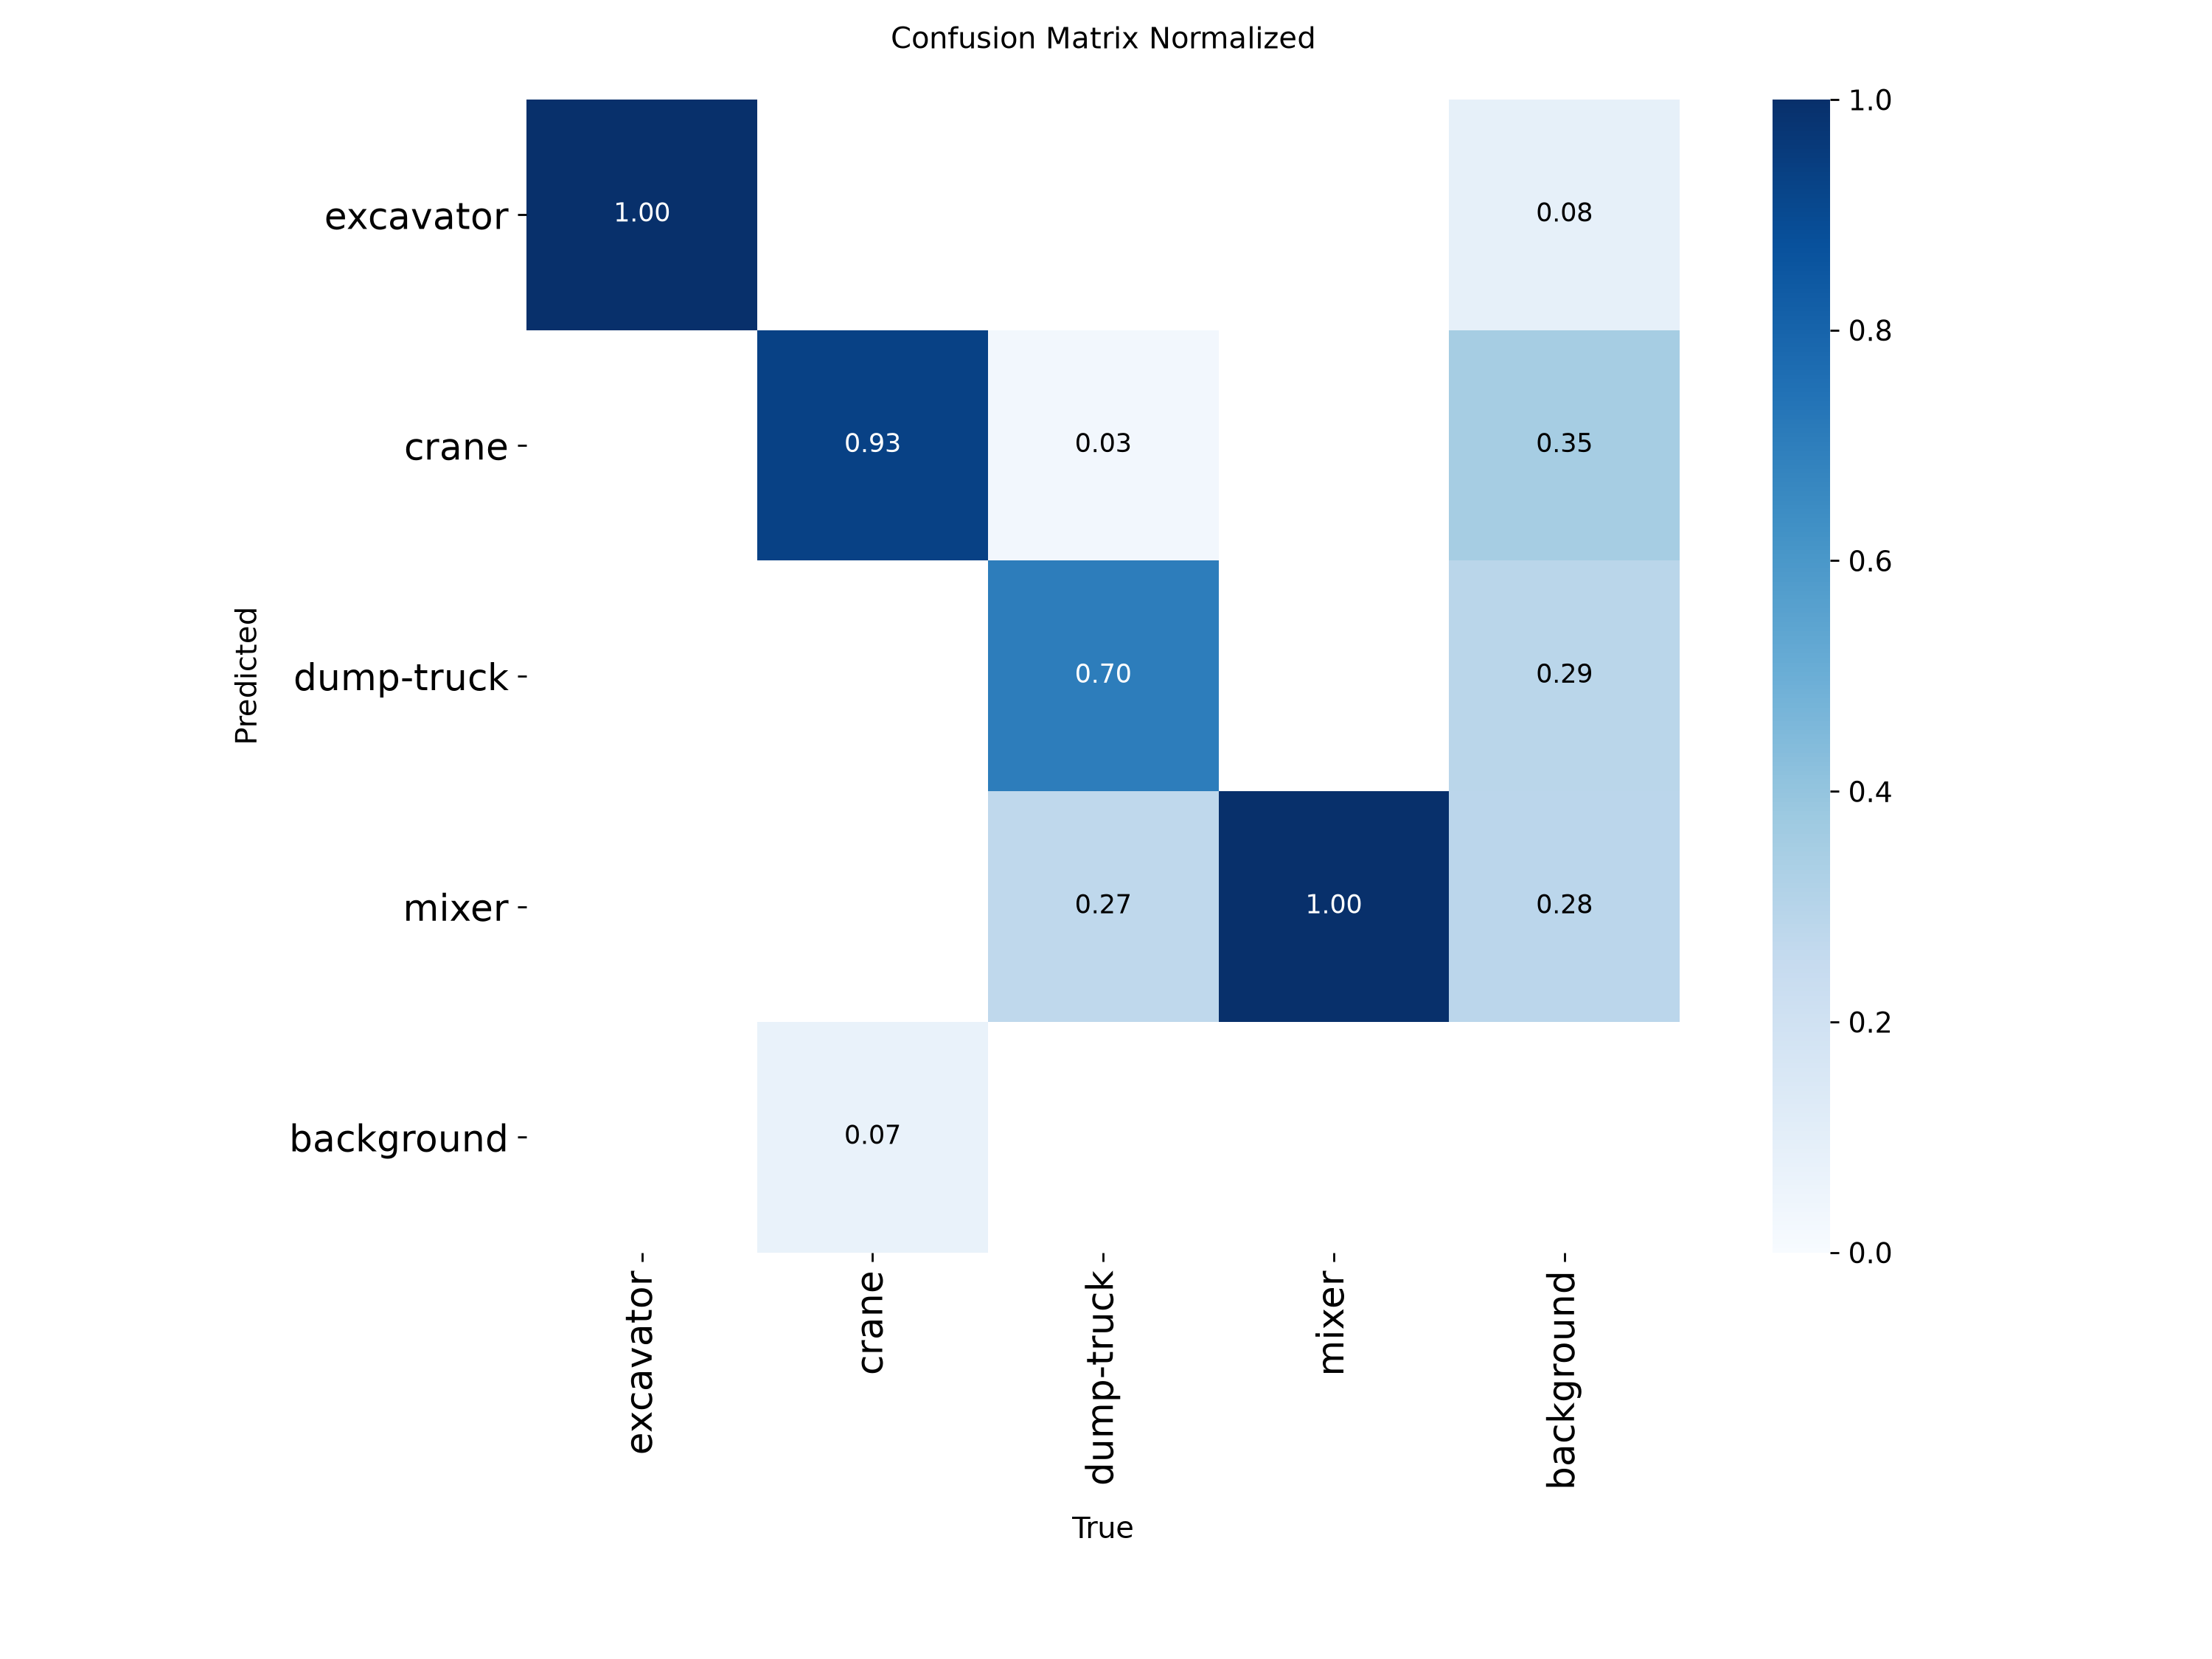 Confusion Matrix Normalized
1.0
excavator
1.00
0.08
0.8
crane
0.93
0.03
0.35
0.6
Predicted
dump-truck
0.70
0.29
0.4
mixer
0.27
1.00
0.28
0.2
background
0.07
0.0
excavator
crane
dump-truck
mixer
background
True